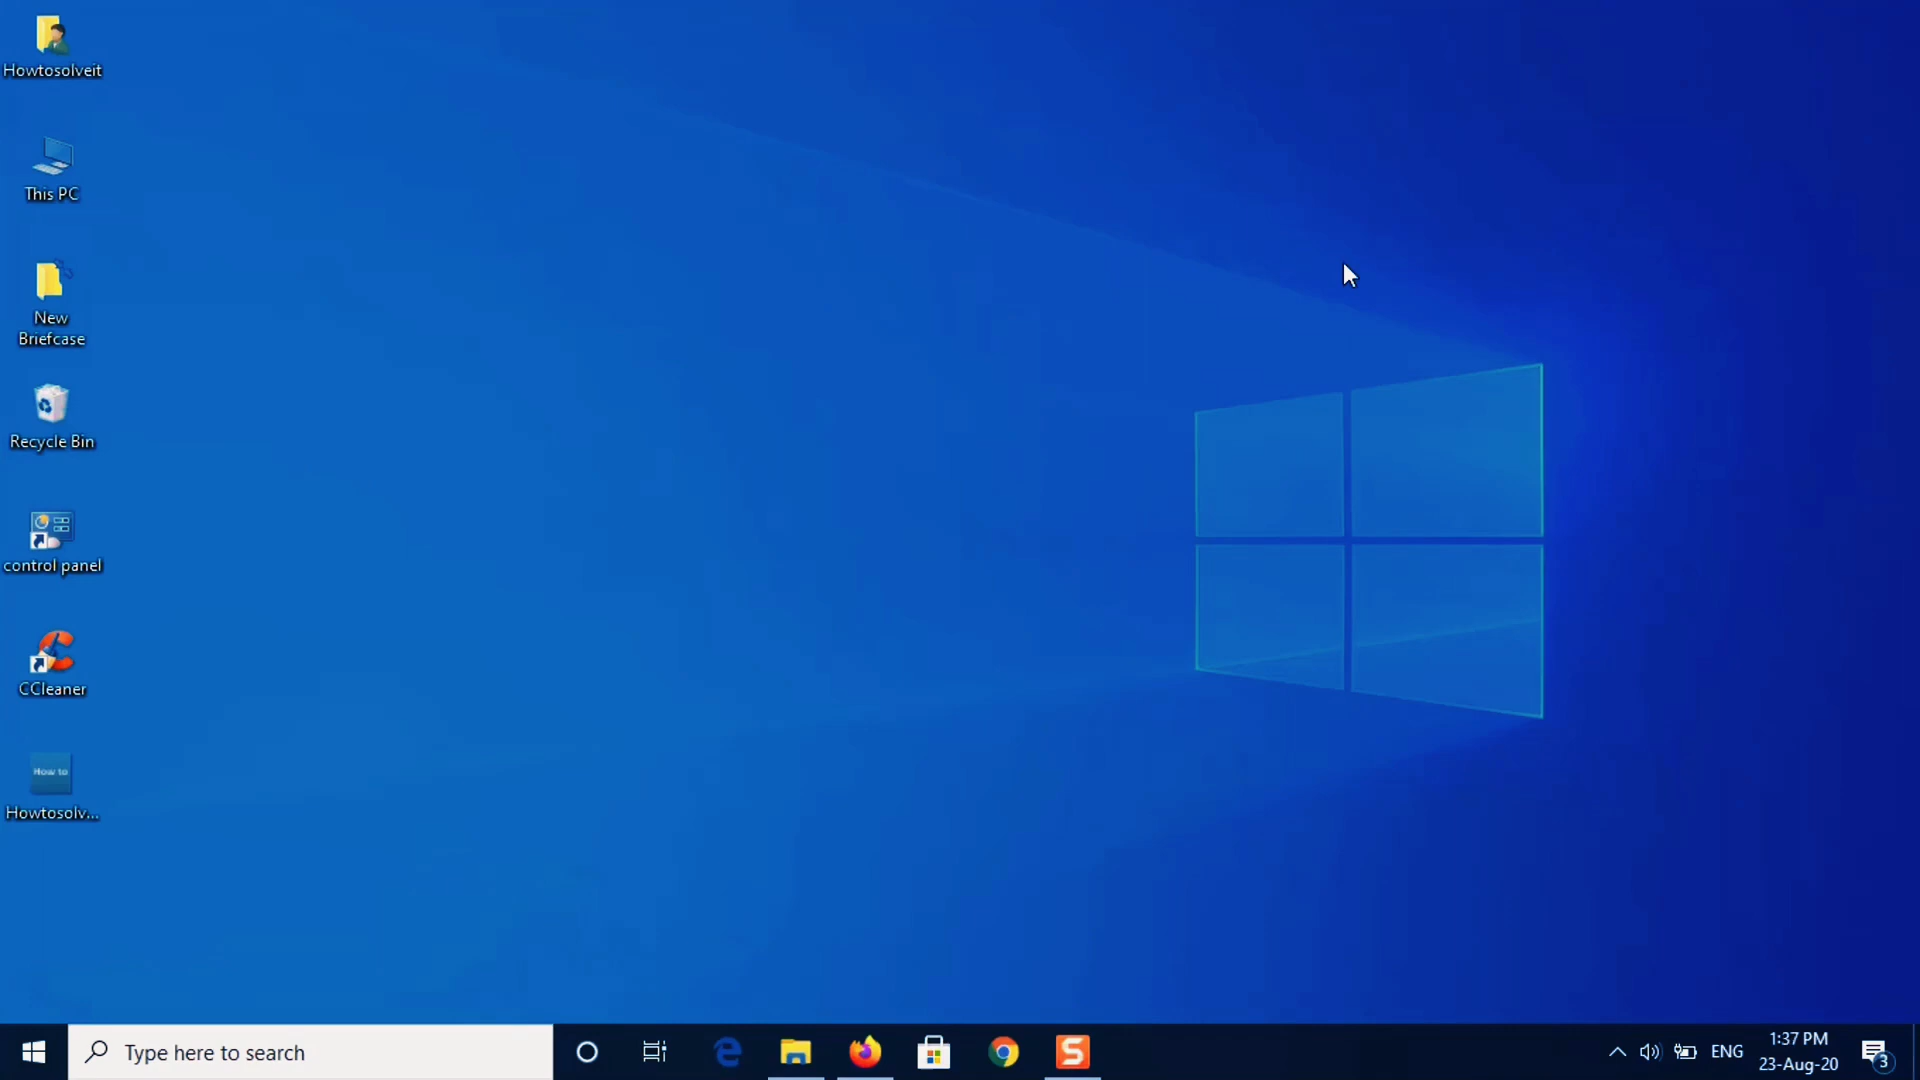 Howtosolveit
This PC
New
Briefcase
Recycle Bin
control panel
CCleaner
How to
Howtosolv...
Type here to search
ENG
1:37 PM
23-Aug-20
3